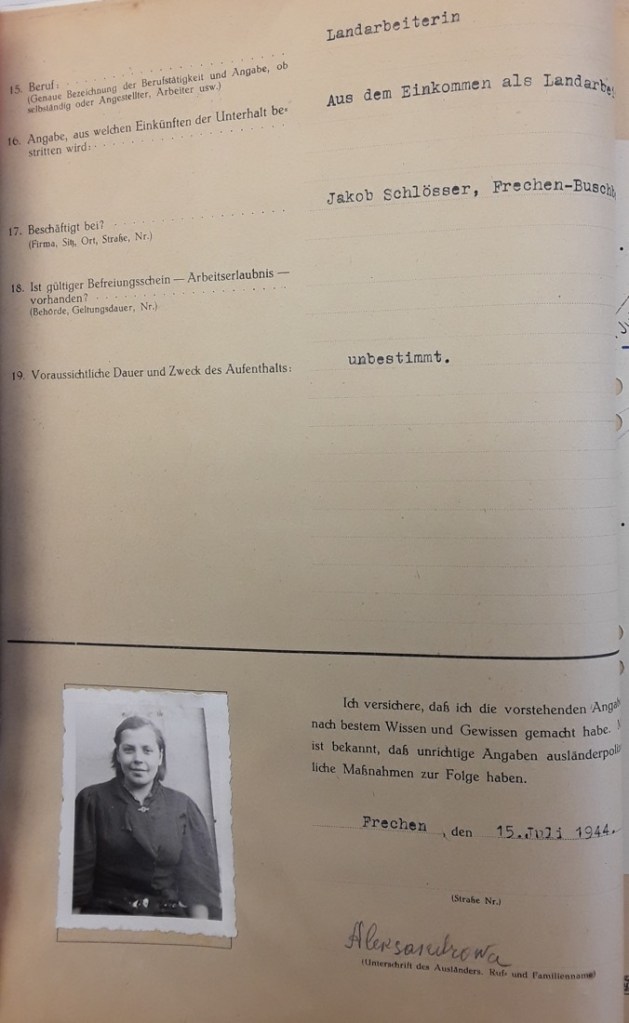 Landarbeiterin
15. Beruf:
(Genaue Bezeichnung der Berufstätigkeit und Angabe, ob
selbständig oder Angestellter, Arbeiter usw.)
Aus dem Einkommen als Landarbe
16. Angabe, aus welchen Einkünften der Unterhalt be-
stritten wird:
Jakob Schlösser, Frechen-Buschb
17. Beschäftigt bei?
(Firma, Sitz, Ort, Straße, Nr.)
18. Ist gültiger Befreiungsschein — Arbeitserlaubnis —
vorhanden?
(Behörde, Geltungsdauer, Nr.)
unbestimmt.
19. Voraussichtliche Dauer und Zweck des Aufenthalts:
Ich versichere, daß ich die vorstehenden Angab
nach bestem Wissen und Gewissen gemacht habe.
ist bekannt, daß unrichtige Angaben ausländerpoli
liche Maßnahmen zur Folge haben.
Frechen, den 15. Juli 1944.
(Straße Nr.)
Aleksandrowa
(Unterschrift des Ausländers, Ruf- und Familienname)